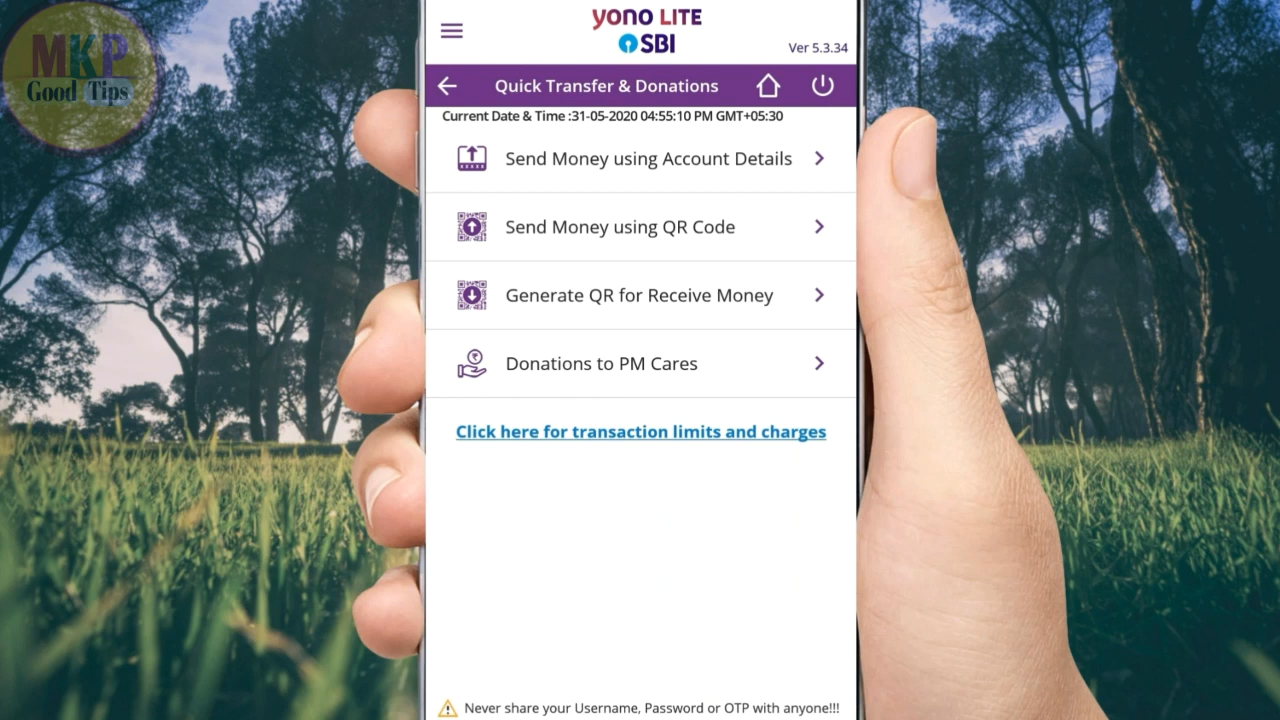 MKP
Good Tips
yono LITE
SBI
Ver 5.3.34
Quick Transfer & Donations
Current Date & Time :31-05-2020 04:55:10 PM GMT+05:30
Send Money using Account Details
Send Money using QR Code
Generate QR for Receive Money
Donations to PM Cares
Click here for transaction limits and charges
Never share your Username, Password or OTP with anyone!!!